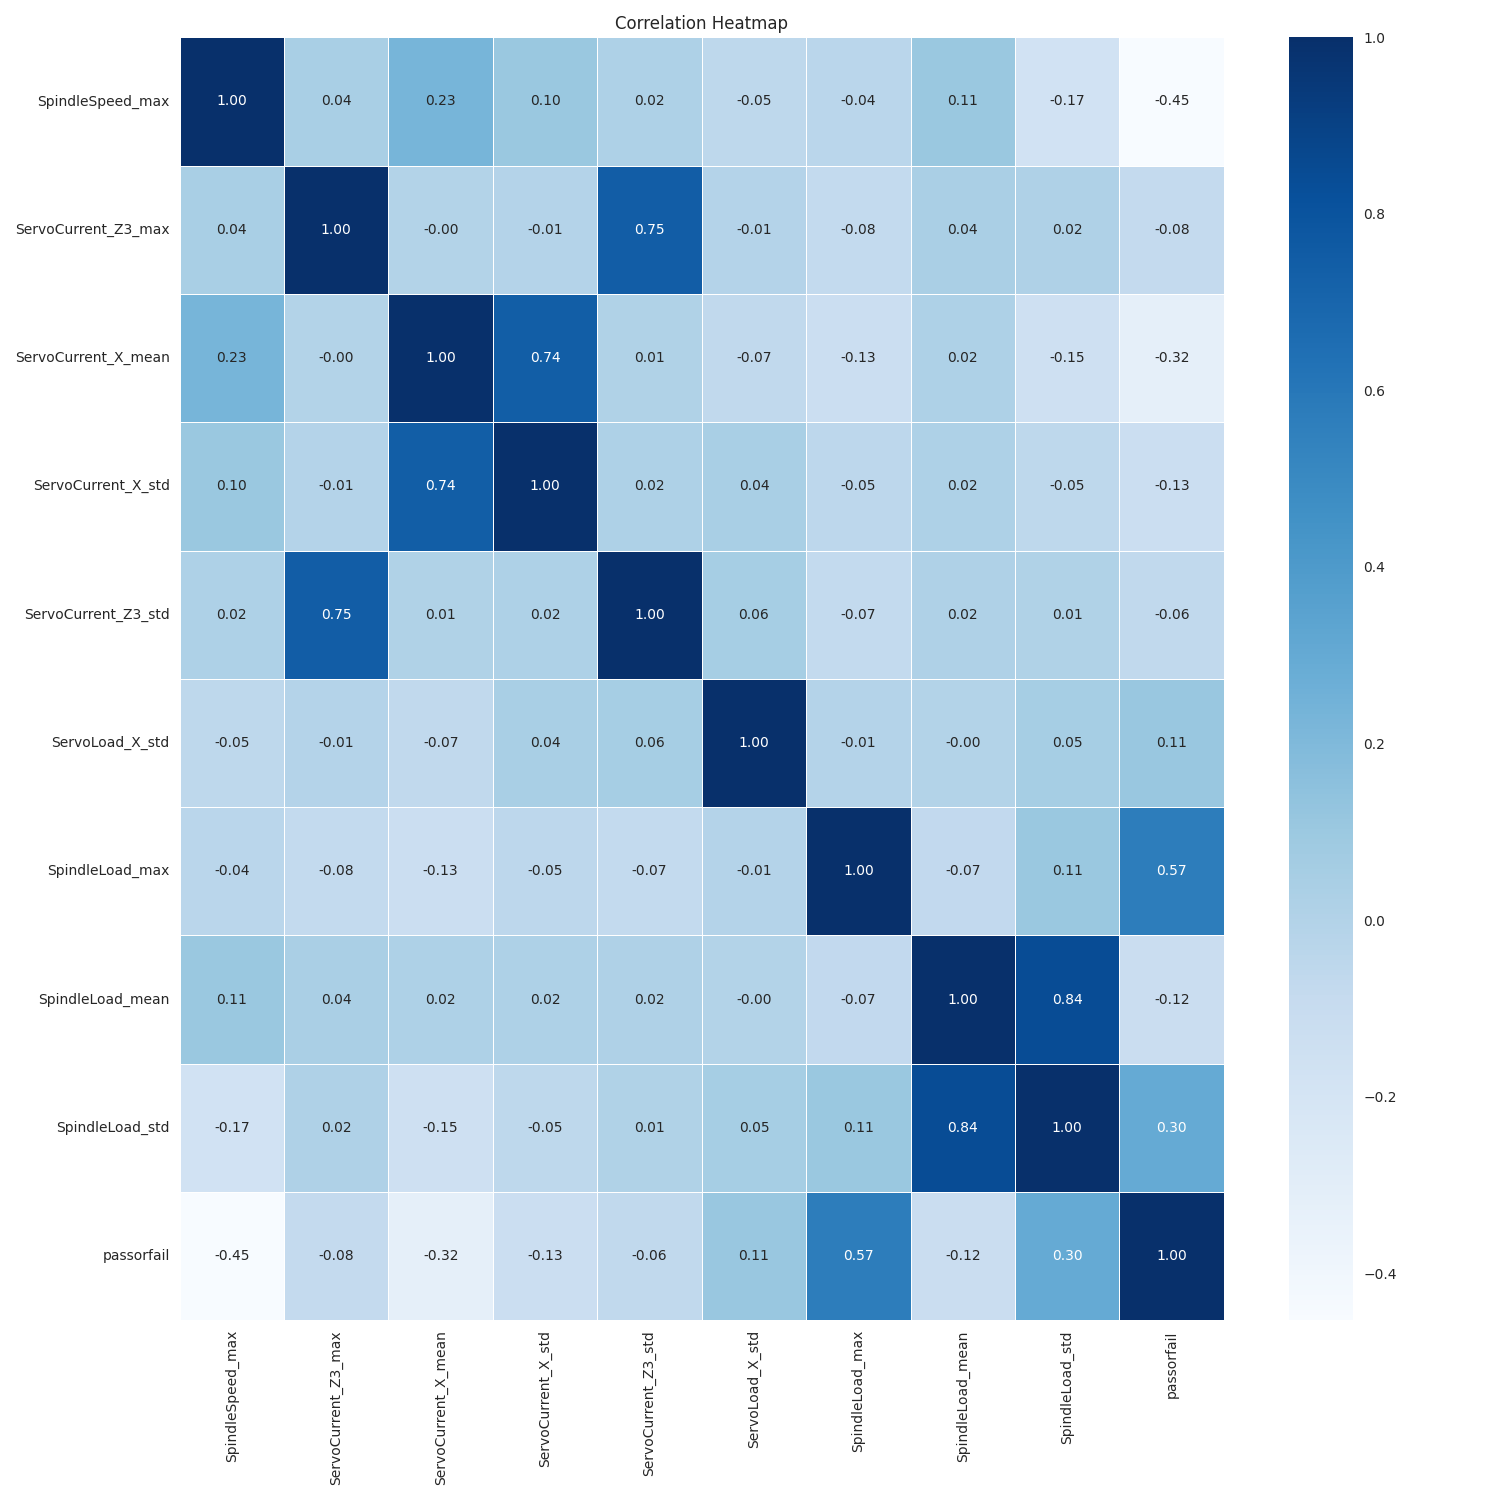 Correlation Heatmap
SpindleSpeed_max 1.00 0.04 0.23 0.10 0.02 -0.05 -0.04 0.11 -0.17 -0.45
ServoCurrent_Z3_max 0.04 1.00 -0.00 -0.01 0.75 -0.01 -0.08 0.04 0.02 -0.08
ServoCurrent_X_mean 0.23 -0.00 1.00 0.74 0.01 -0.07 -0.13 0.02 -0.15 -0.32
ServoCurrent_X_std 0.10 -0.01 0.74 1.00 0.02 0.04 -0.05 0.02 -0.05 -0.13
ServoCurrent_Z3_std 0.02 0.75 0.01 0.02 1.00 0.06 -0.07 0.02 0.01 -0.06
ServoLoad_X_std -0.05 -0.01 -0.07 0.04 0.06 1.00 -0.01 -0.00 0.05 0.11
SpindleLoad_max -0.04 -0.08 -0.13 -0.05 -0.07 -0.01 1.00 -0.07 0.11 0.57
SpindleLoad_mean 0.11 0.04 0.02 0.02 0.02 -0.00 -0.07 1.00 0.84 -0.12
SpindleLoad_std -0.17 0.02 -0.15 -0.05 0.01 0.05 0.11 0.84 1.00 0.30
passorfail -0.45 -0.08 -0.32 -0.13 -0.06 0.11 0.57 -0.12 0.30 1.00
SpindleSpeed_max
ServoCurrent_Z3_max
ServoCurrent_X_mean
ServoCurrent_X_std
ServoCurrent_Z3_std
ServoLoad_X_std
SpindleLoad_max
SpindleLoad_mean
SpindleLoad_std
passorfail
1.0
0.8
0.6
0.4
0.2
0.0
−0.2
−0.4